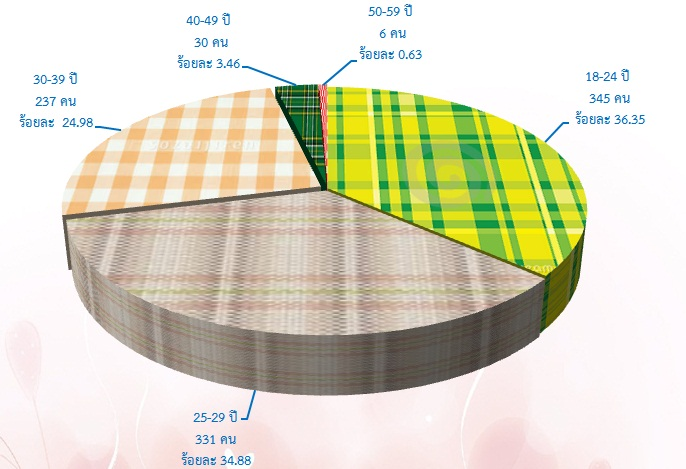 50-59 ปี
6 คน
ร้อยละ 0.63
40-49 ปี
30 คน
ร้อยละ 3.46
18-24 ปี
345 คน
ร้อยละ 36.35
30-39 ปี
237 คน
ร้อยละ 24.98
25-29 ปี
331 คน
ร้อยละ 34.88